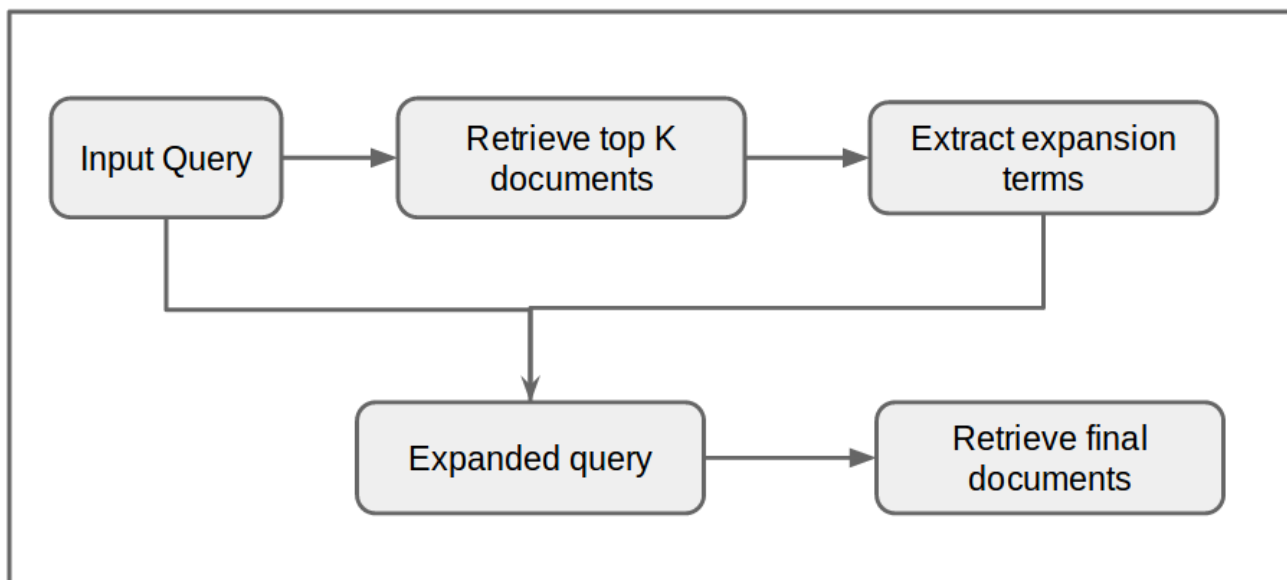 Input Query
Retrieve top K
documents
Extract expansion
terms
Expanded query
Retrieve final
documents